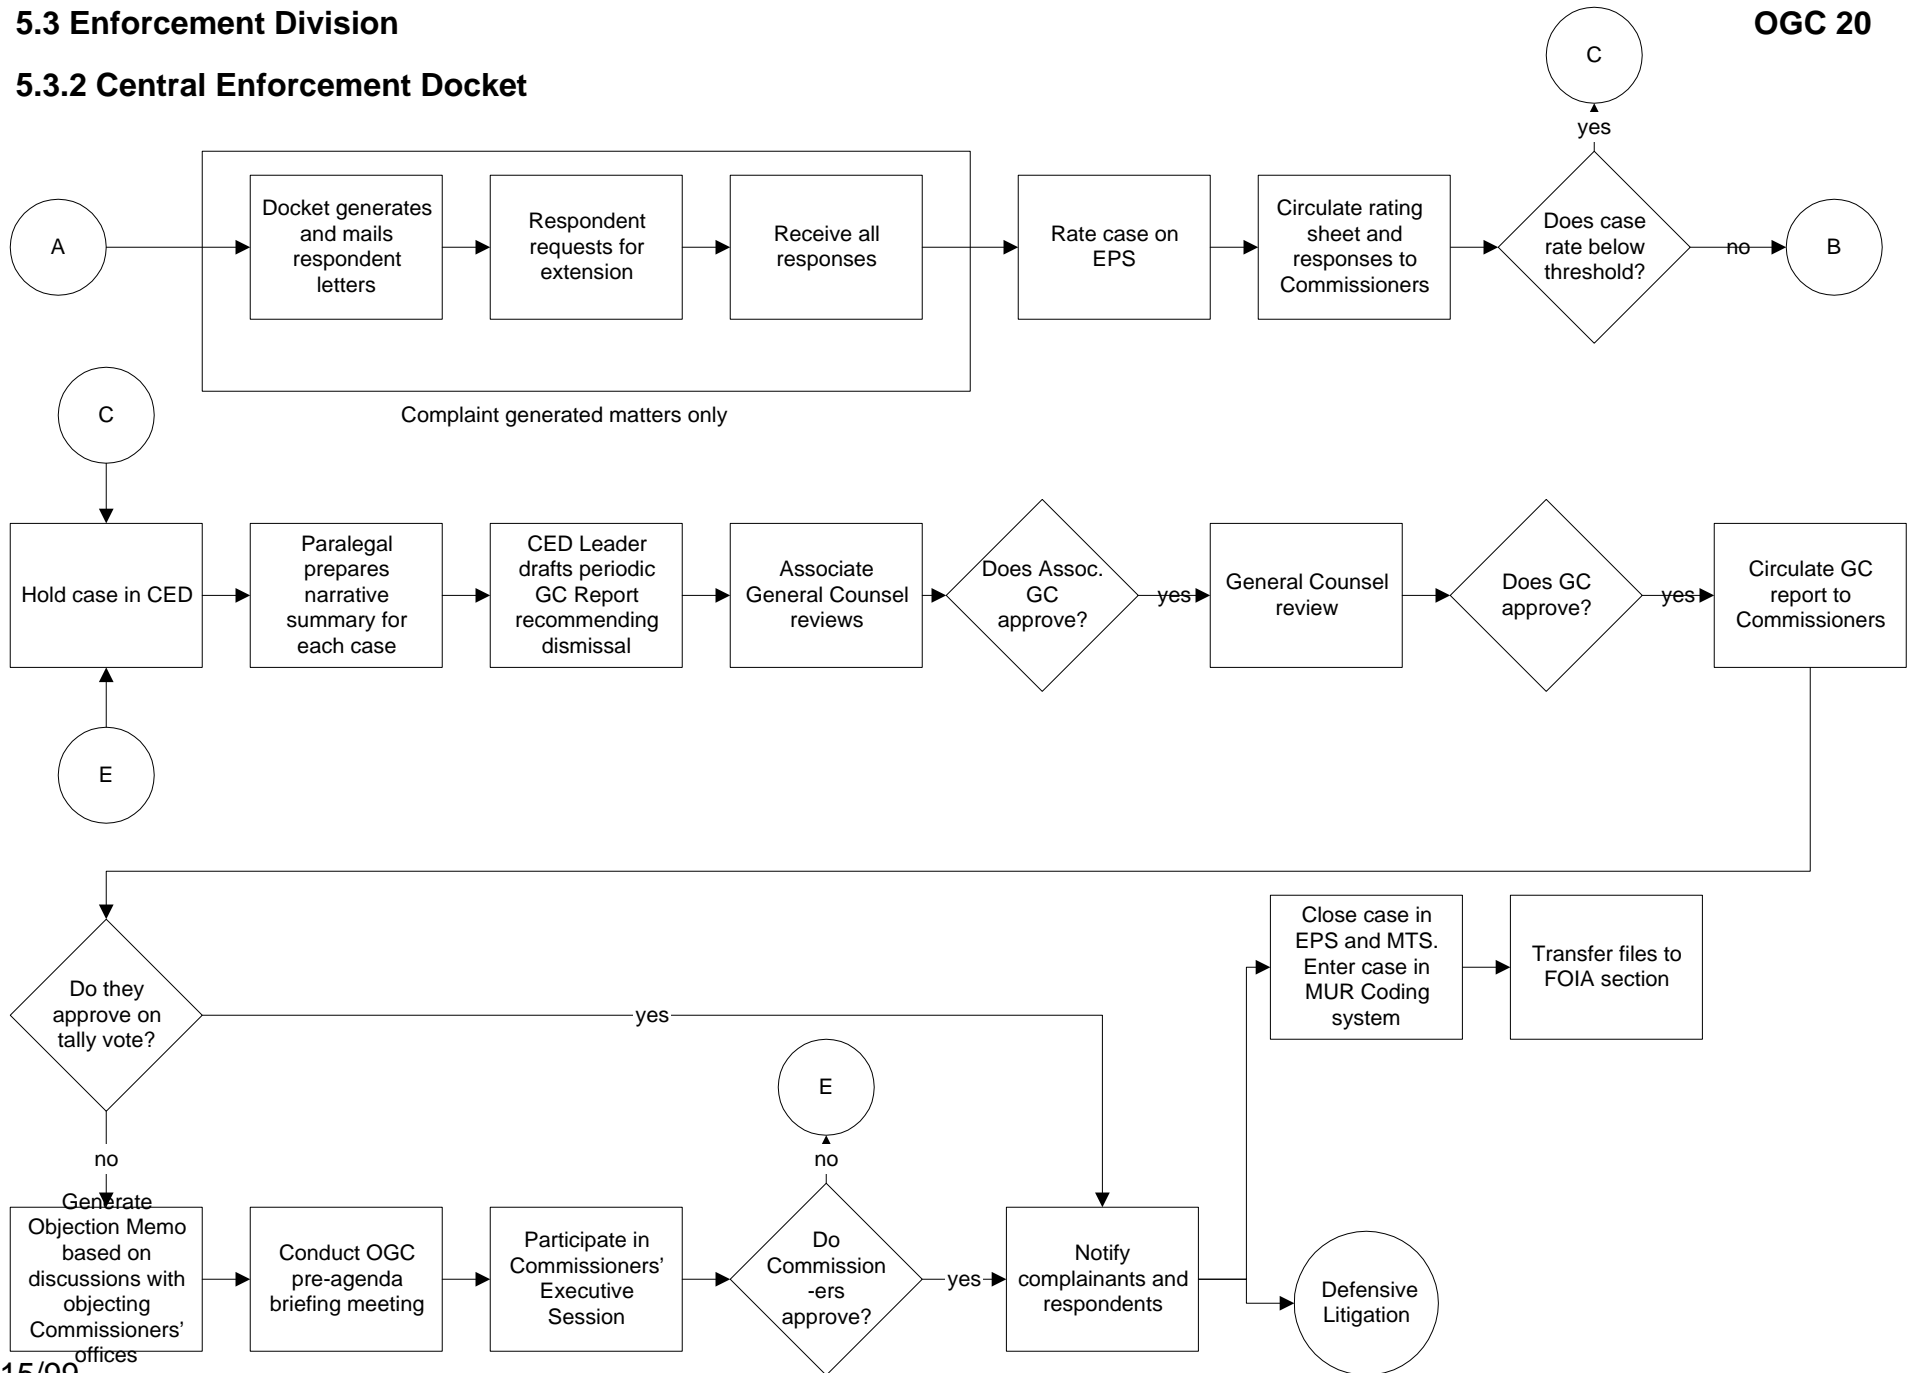 5.3 Enforcement Division
OGC 20
5.3.2 Central Enforcement Docket
C
yes
A
Docket generates
and mails
respondent
letters
Respondent
requests for
extension
Receive all
responses
Rate case on
EPS
Circulate rating
sheet and
responses to
Commissioners
Does case
rate below
threshold?
no
B
Complaint generated matters only
C
Hold case in CED
Paralegal
prepares
narrative
summary for
each case
CED Leader
drafts periodic
GC Report
recommending
dismissal
Associate
General Counsel
reviews
Does Assoc.
GC
approve?
yes
General Counsel
review
Does GC
approve?
yes
Circulate GC
report to
Commissioners
E
Do they
approve on
tally vote?
yes
no
Close case in
EPS and MTS.
Enter case in
MUR Coding
system
Transfer files to
FOIA section
E
no
Generate
Objection Memo
based on
discussions with
objecting
Commissioners'
offices
Conduct OGC
pre-agenda
briefing meeting
Participate in
Commissioners'
Executive
Session
Do
Commission
-ers
approve?
yes
Notify
complainants and
respondents
Defensive
Litigation
15/99